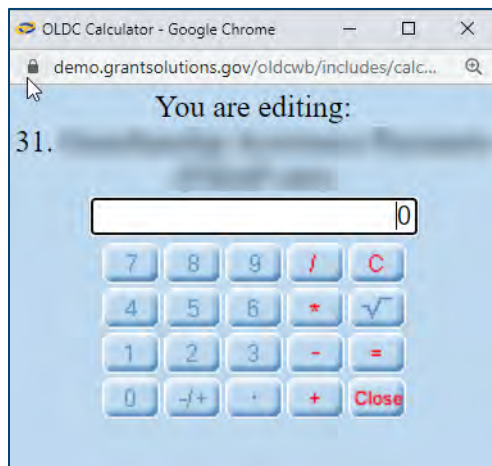 OLDC Calculator - Google Chrome
demo.grantsolutions.gov/oldcwb/includes/calc...
You are editing:
31.
0
7 8 9 / C
4 5 6 * √
1 2 3 - =
0 -/+ · + Close